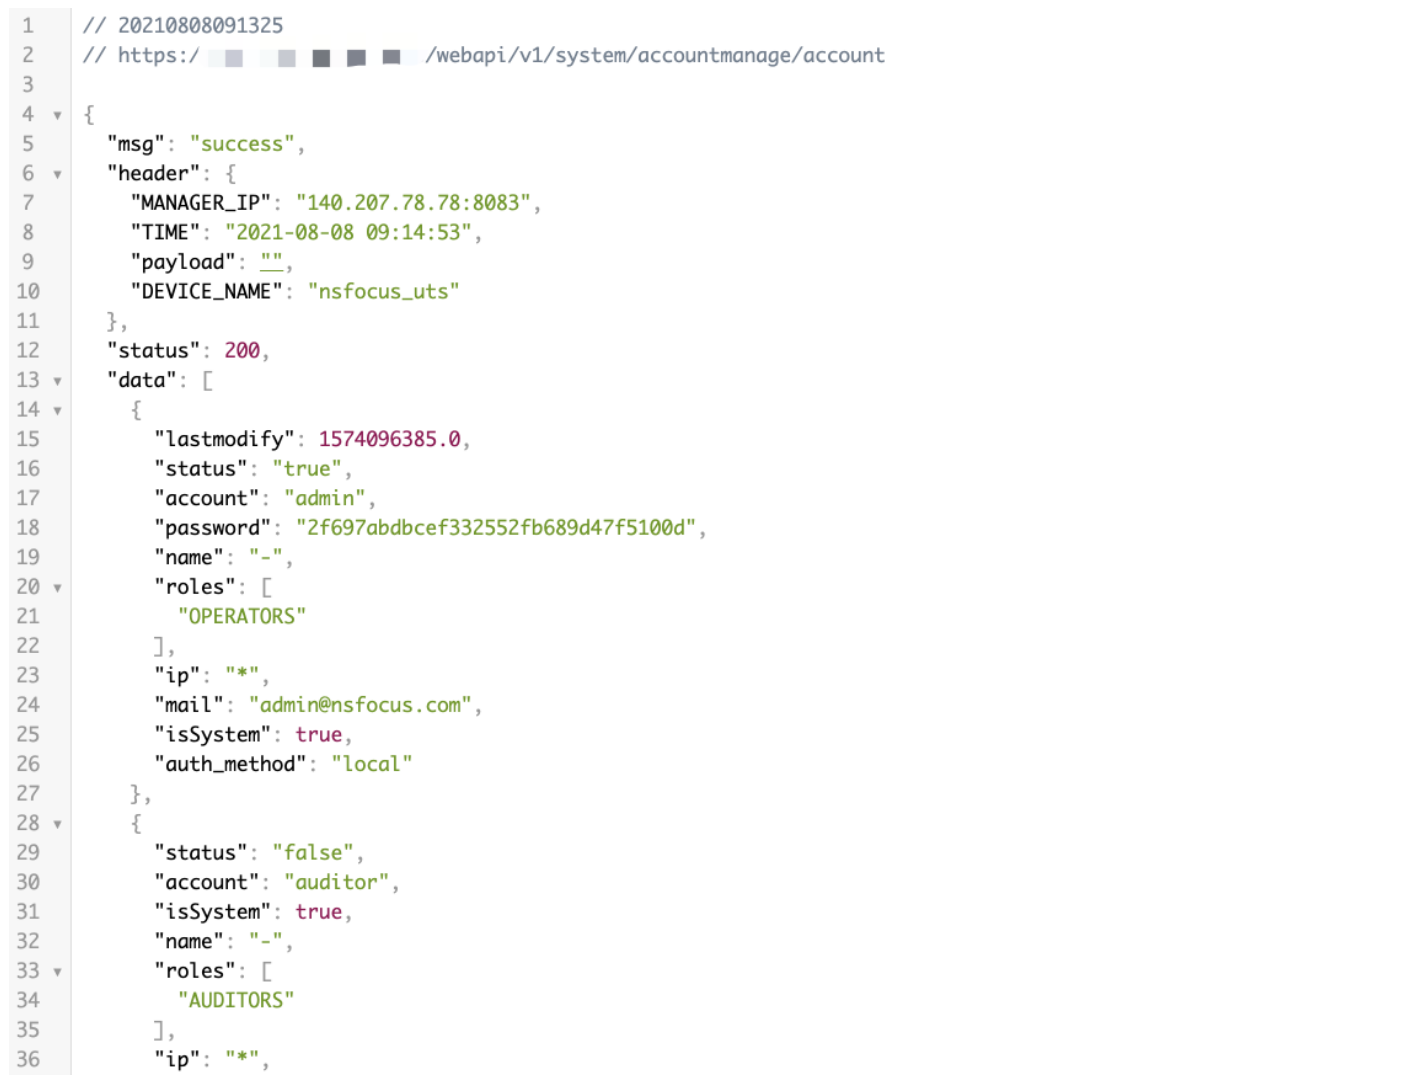 1 // 20210808091325
2 // https:/ /webapi/v1/system/accountmanage/account
3
4 {
5 "msg": "success",
6 "header": {
7 "MANAGER_IP": "140.207.78.78:8083",
8 "TIME": "2021-08-08 09:14:53",
9 "payload": "",
10 "DEVICE_NAME": "nsfocus_uts"
11 },
12 "status": 200,
13 "data": [
14 {
15 "lastmodify": 1574096385.0,
16 "status": "true",
17 "account": "admin",
18 "password": "2f697abdbcef332552fb689d47f5100d",
19 "name": "-",
20 "roles": [
21 "OPERATORS"
22 ],
23 "ip": "*",
24 "mail": "admin@nsfocus.com",
25 "isSystem": true,
26 "auth_method": "local"
27 },
28 {
29 "status": "false",
30 "account": "auditor",
31 "isSystem": true,
32 "name": "-",
33 "roles": [
34 "AUDITORS"
35 ],
36 "ip": "*",